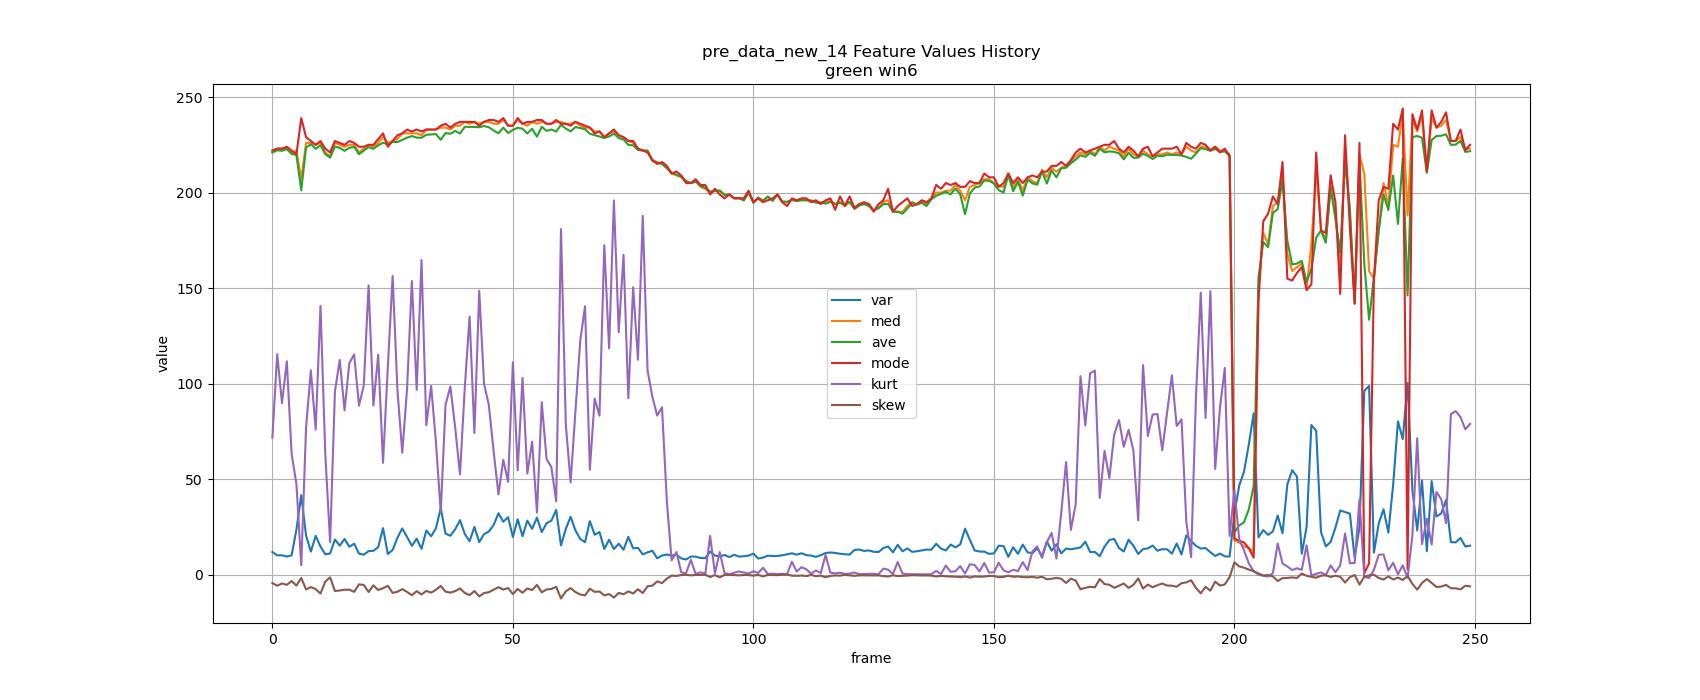 pre_data_new_14 Feature Values History
green win6
250
200
150
100
50
0
value
var
med
ave
mode
kurt
skew
0
50
100
150
200
250
frame